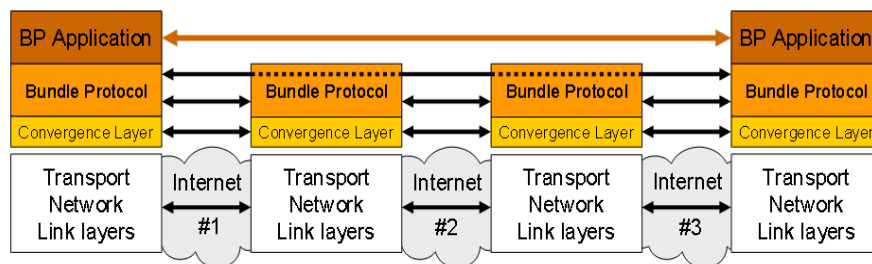 BP Application
BP Application
Bundle Protocol
Bundle Protocol
Bundle Protocol
Bundle Protocol
Convergence Layer
Convergence Layer
Convergence Layer
Convergence Layer
Transport
Network
Link layers
Internet
#1
Transport
Network
Link layers
Internet
#2
Transport
Network
Link layers
Internet
#3
Transport
Network
Link layers